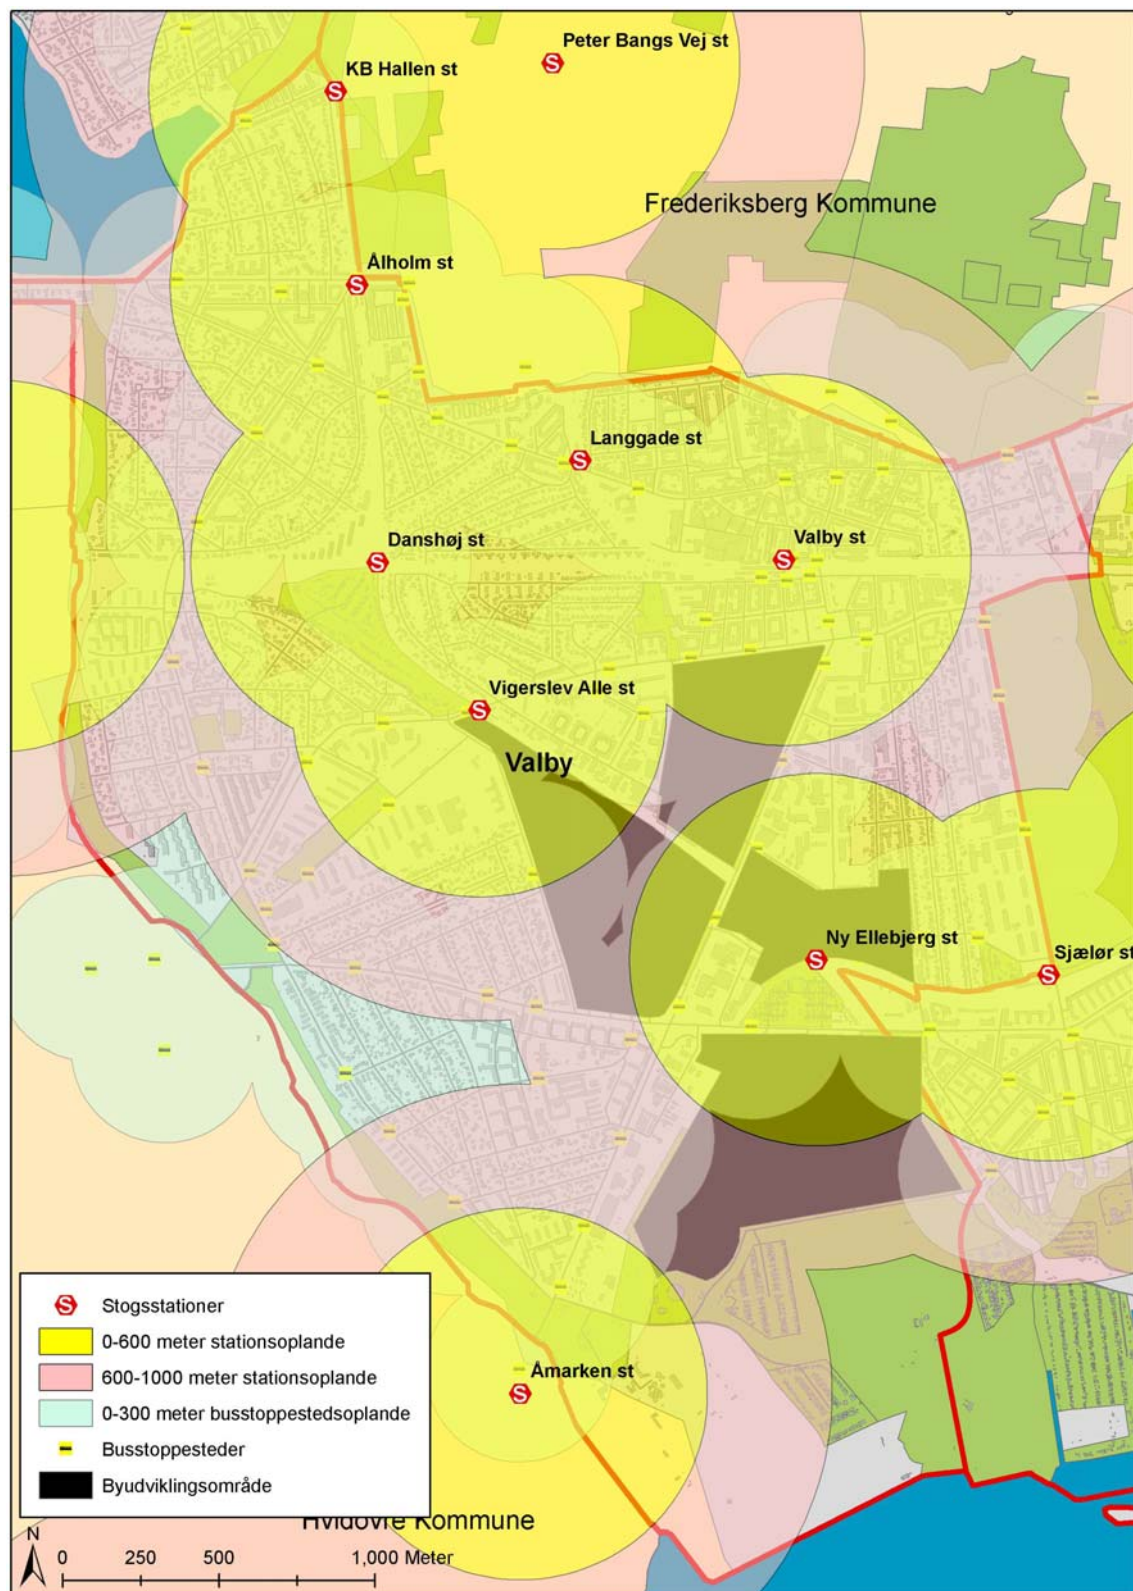 Peter Bangs Vej st
KB Hallen st
Frederiksberg Kommune
Ålholm st
Langgade st
Danshøj st
Valby st
Vigerslev Alle st
Valby
Ny Ellebjerg st
Sjælør st
Åmarken st
Stogsstationer
0-600 meter stationsoplande
600-1000 meter stationsoplande
0-300 meter busstoppestedsoplande
Busstoppesteder
Byudviklingsområde
Hvidovre Kommune
N
0 250 500 1,000 Meter